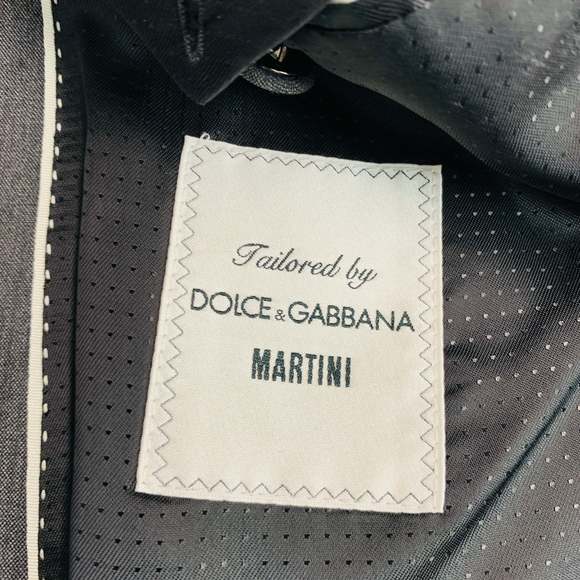 Tailored by
DOLCE & GABBANA
MARTINI